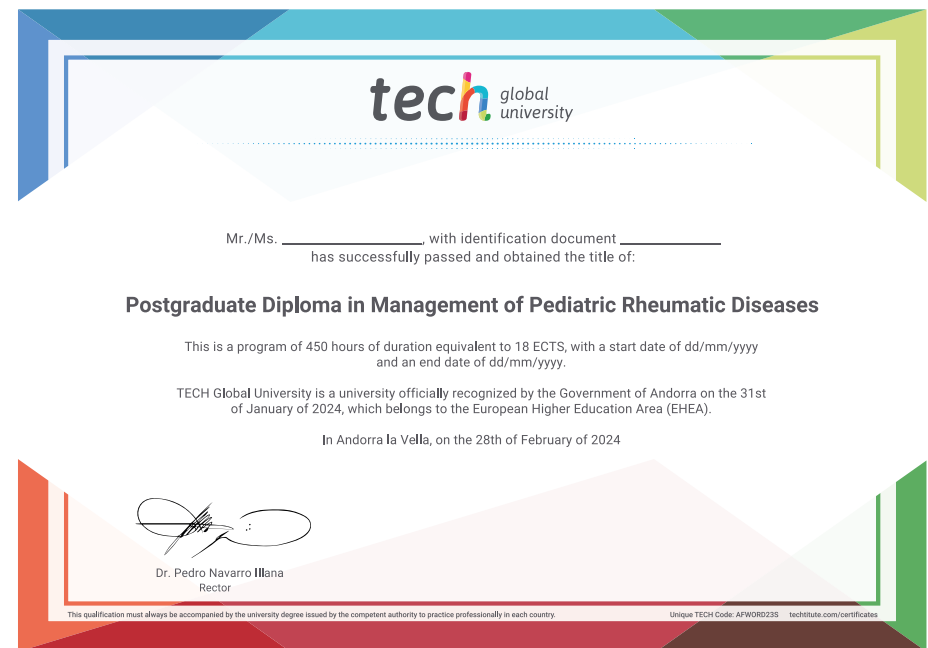 tech global
university
Mr./Ms. ____________, with identification document ____________
has successfully passed and obtained the title of:
Postgraduate Diploma in Management of Pediatric Rheumatic Diseases
This is a program of 450 hours of duration equivalent to 18 ECTS, with a start date of dd/mm/yyyy
and an end date of dd/mm/yyyy.
TECH Global University is a university officially recognized by the Government of Andorra on the 31st
of January of 2024, which belongs to the European Higher Education Area (EHEA).
In Andorra la Vella, on the 28th of February of 2024
Dr. Pedro Navarro Illana
Rector
This qualification must always be accompanied by the university degree issued by the competent authority to practice professionally in each country.
Unique TECH Code: AFWORD23S techtitute.com/certificates